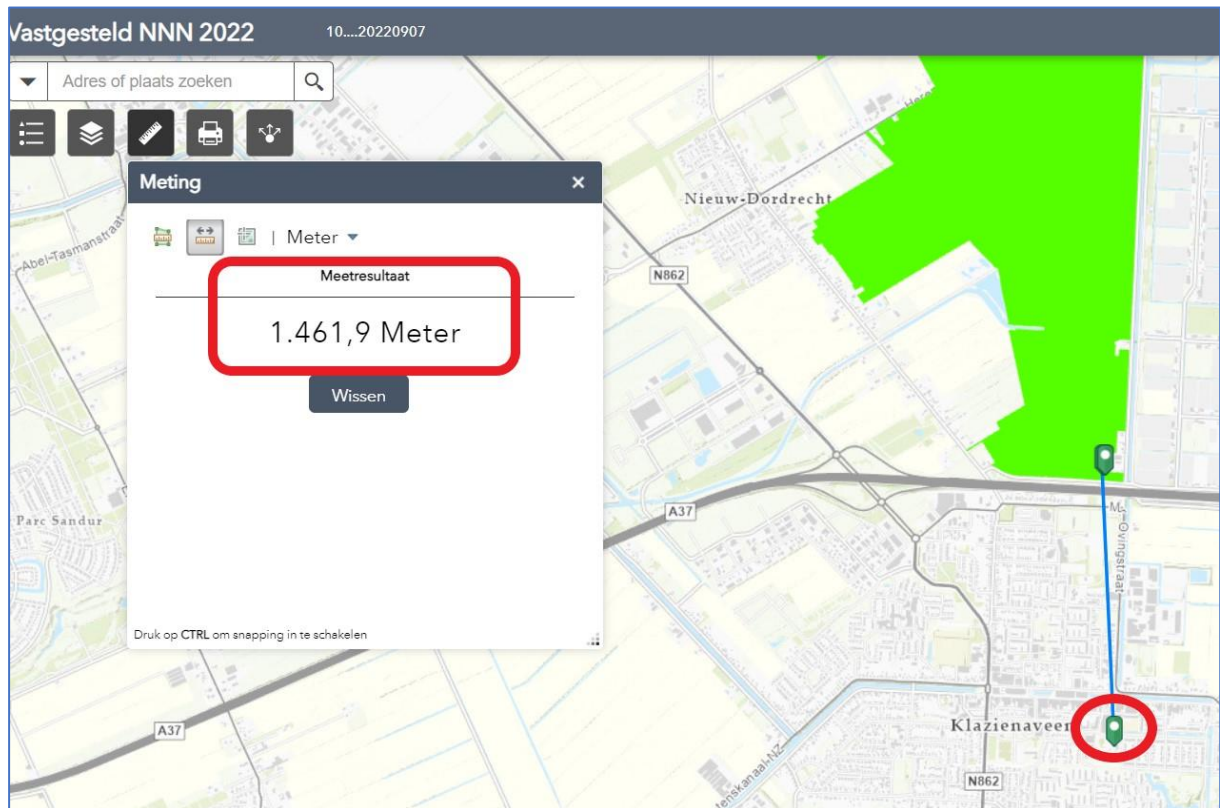 Vastgesteld NNN 2022
10....20220907
Adres of plaats zoeken
Meting
Meter
Meetresultaat
1.461,9 Meter
Wissen
Druk op CTRL om snapping in te schakelen
Abel-Tasmanstraat
Nieuw-Dordrecht
N862
Parc Sandur
A37
Ovingstraat
A37
Klazienaveen
N862